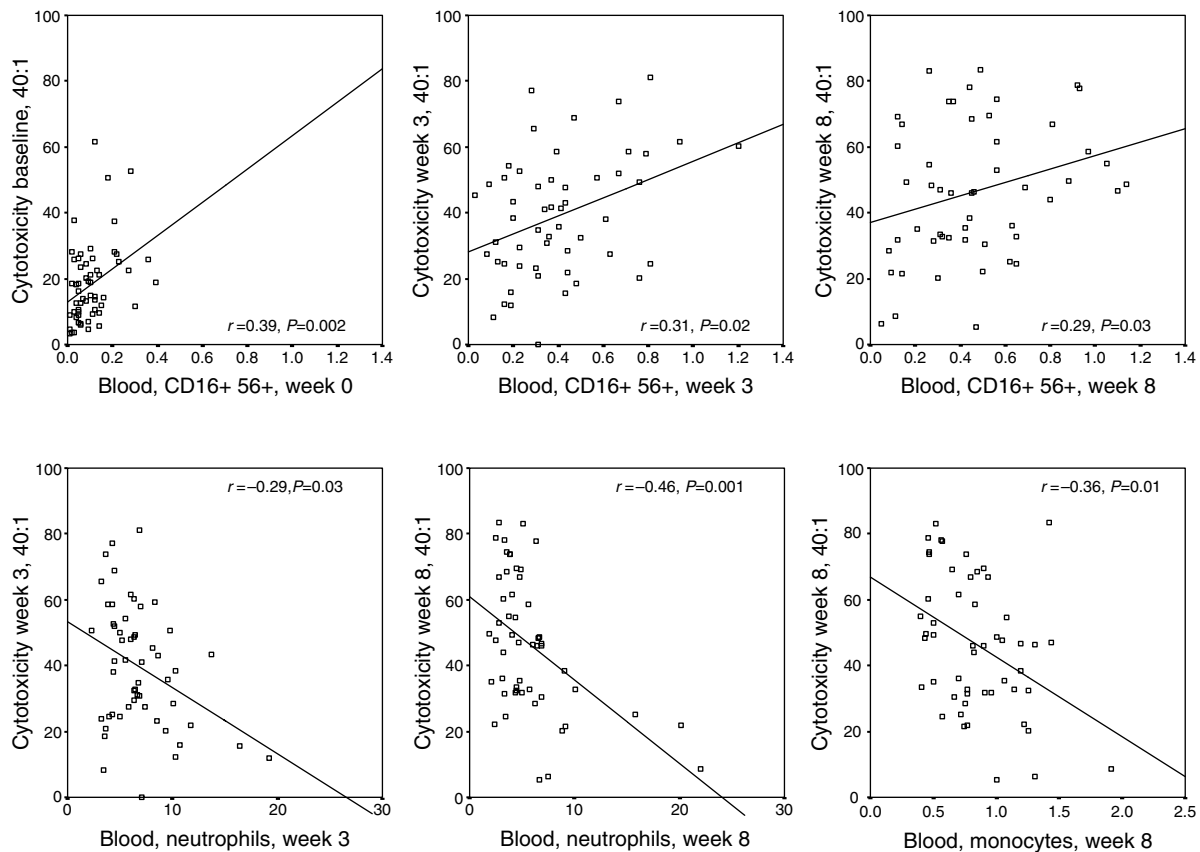 100
80
60
40
20
0
0.0 0.2 0.4 0.6 0.8 1.0 1.2 1.4
Cytotoxicity baseline, 40:1
r=0.39, P=0.002
Blood, CD16+ 56+, week 0
100
80
60
40
20
0
0.0 0.2 0.4 0.6 0.8 1.0 1.2 1.4
Cytotoxicity week 3, 40:1
r=0.31, P=0.02
Blood, CD16+ 56+, week 3
100
80
60
40
20
0
0.0 0.2 0.4 0.6 0.8 1.0 1.2 1.4
Cytotoxicity week 8, 40:1
r=0.29, P=0.03
Blood, CD16+ 56+, week 8
100
80
60
40
20
0
0 10 20 30
Cytotoxicity week 3, 40:1
r=−0.29,P=0.03
Blood, neutrophils, week 3
100
80
60
40
20
0
0 10 20 30
Cytotoxicity week 8, 40:1
r=−0.46, P=0.001
Blood, neutrophils, week 8
100
80
60
40
20
0
0.0 0.5 1.0 1.5 2.0 2.5
Cytotoxicity week 8, 40:1
r=−0.36, P=0.01
Blood, monocytes, week 8